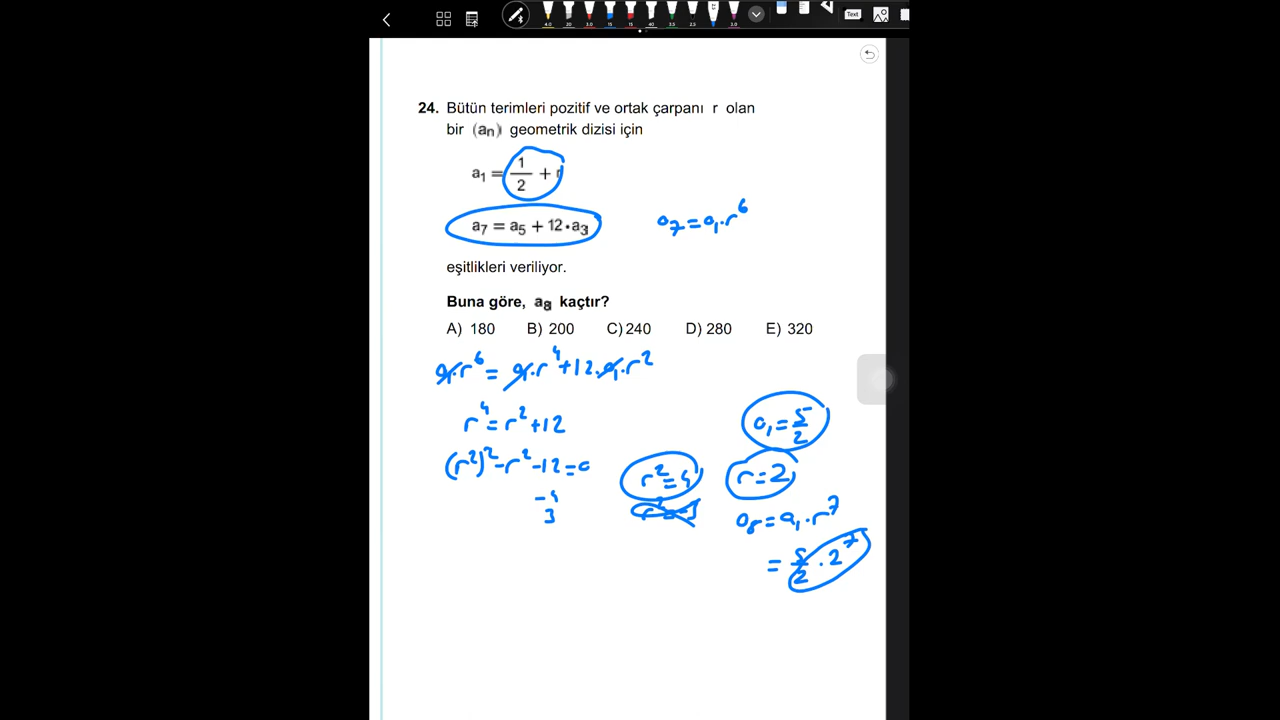 Text
24. Bütün terimleri pozitif ve ortak çarpanı r olan
bir (aₙ) geometrik dizisi için
a₁ = 1/2 + r
a₇ = a₅ + 12·a₃
a₇ = a₁·r⁶
eşitlikleri veriliyor.
Buna göre, a₈ kaçtır?
A) 180 B) 200 C) 240 D) 280 E) 320
a₁·r⁶ = a₁·r⁴ + 12·a₁·r²
r⁴ = r² + 12
a₁ = 5/2
(r²)² - r² - 12 = 0
r² = 4
r = 2
-4
3
r² = -3
a₈ = a₁·r⁷
= 5/2 · 2⁷